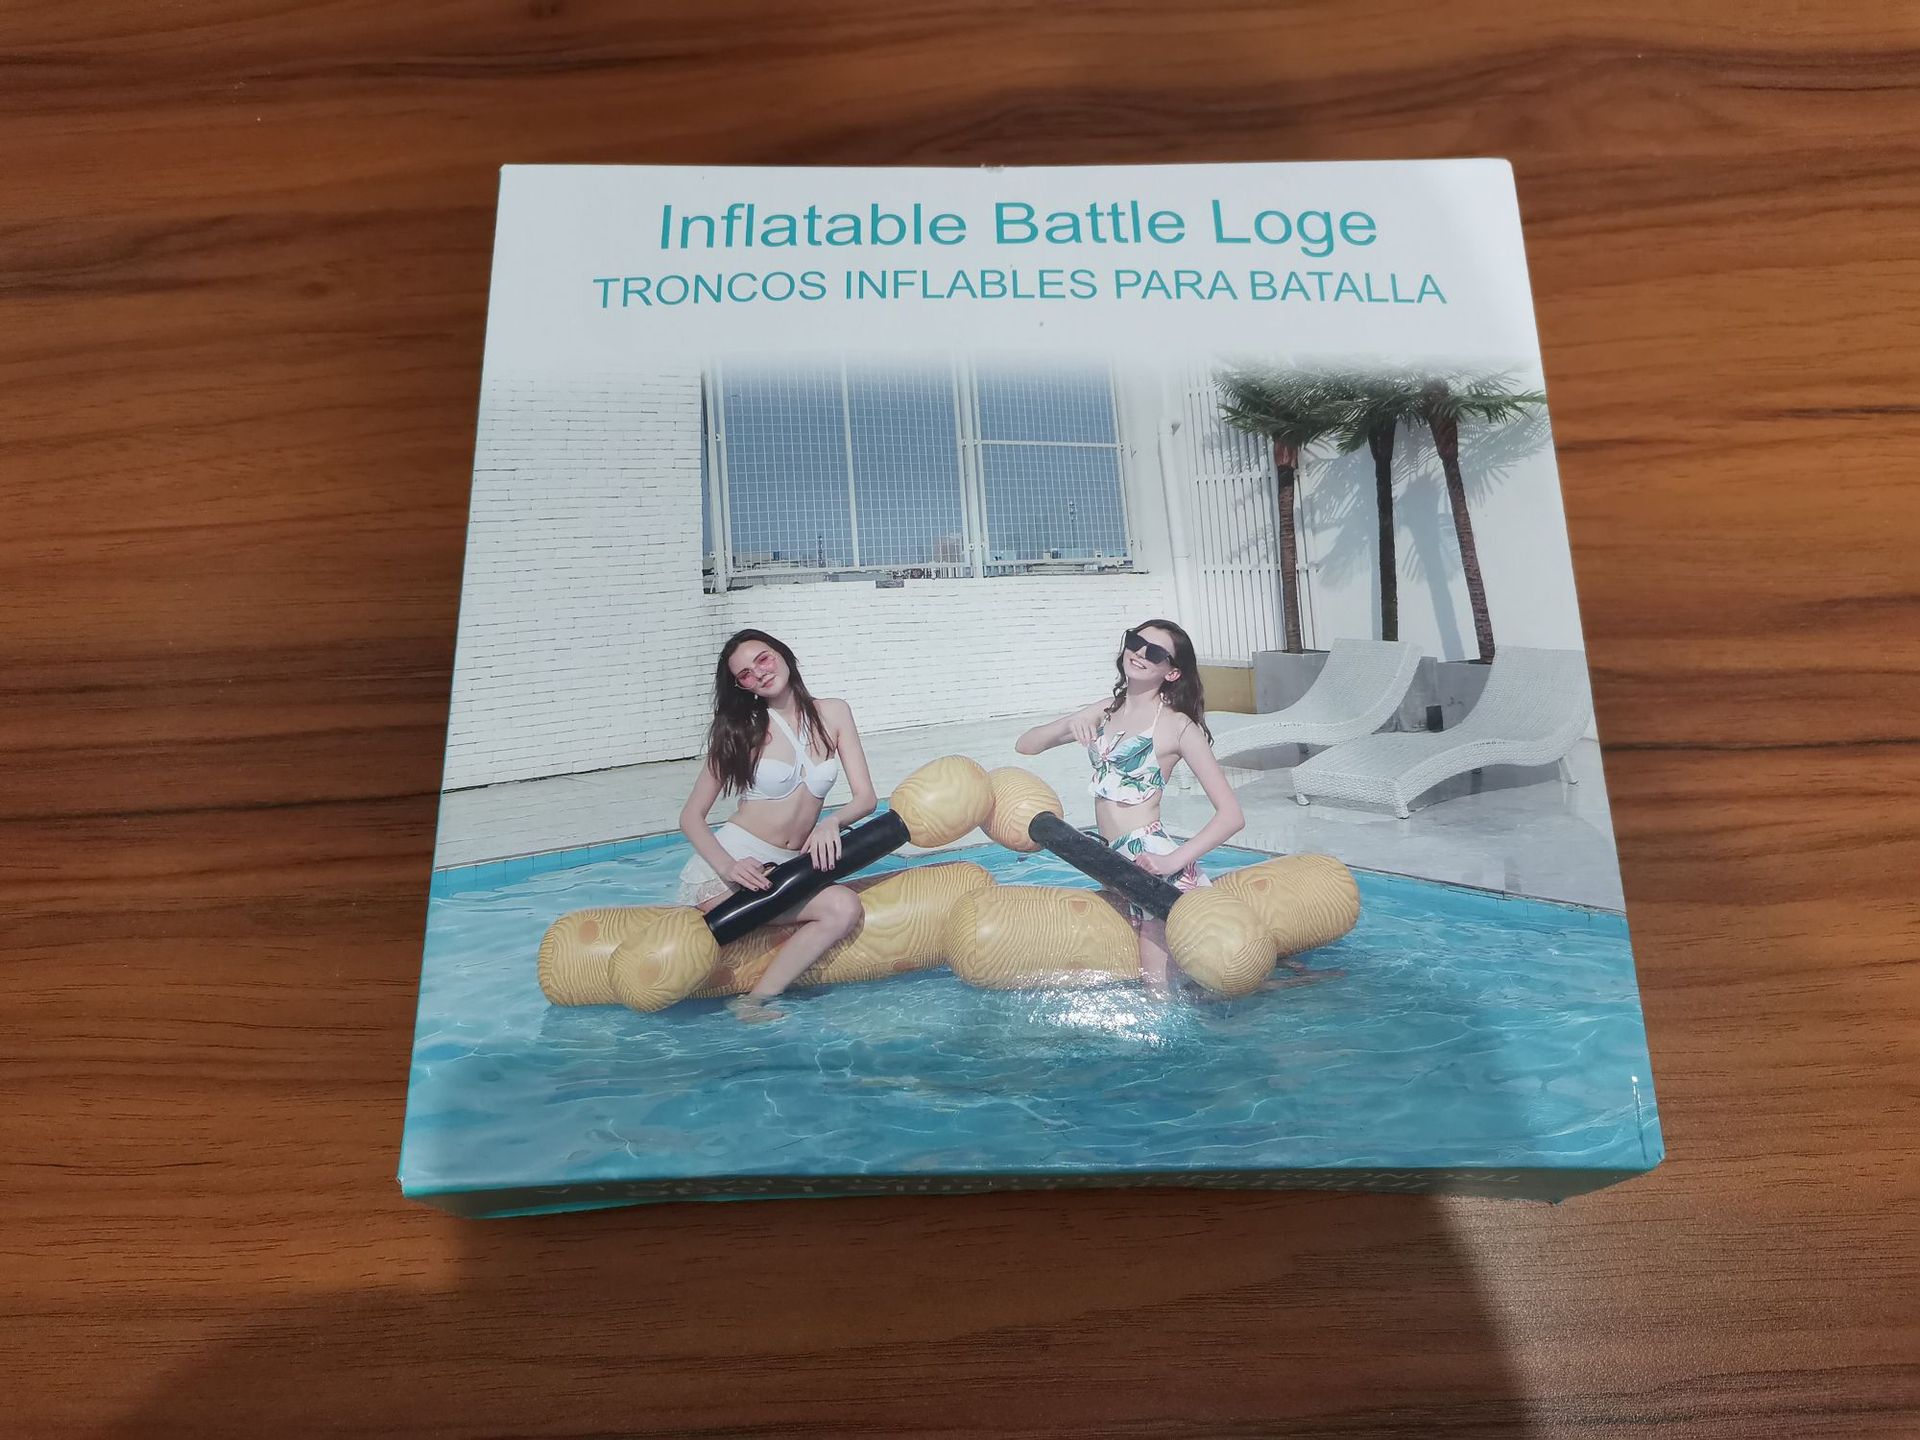 Inflatable Battle Loge
TRONCOS INFLABLES PARA BATALLA